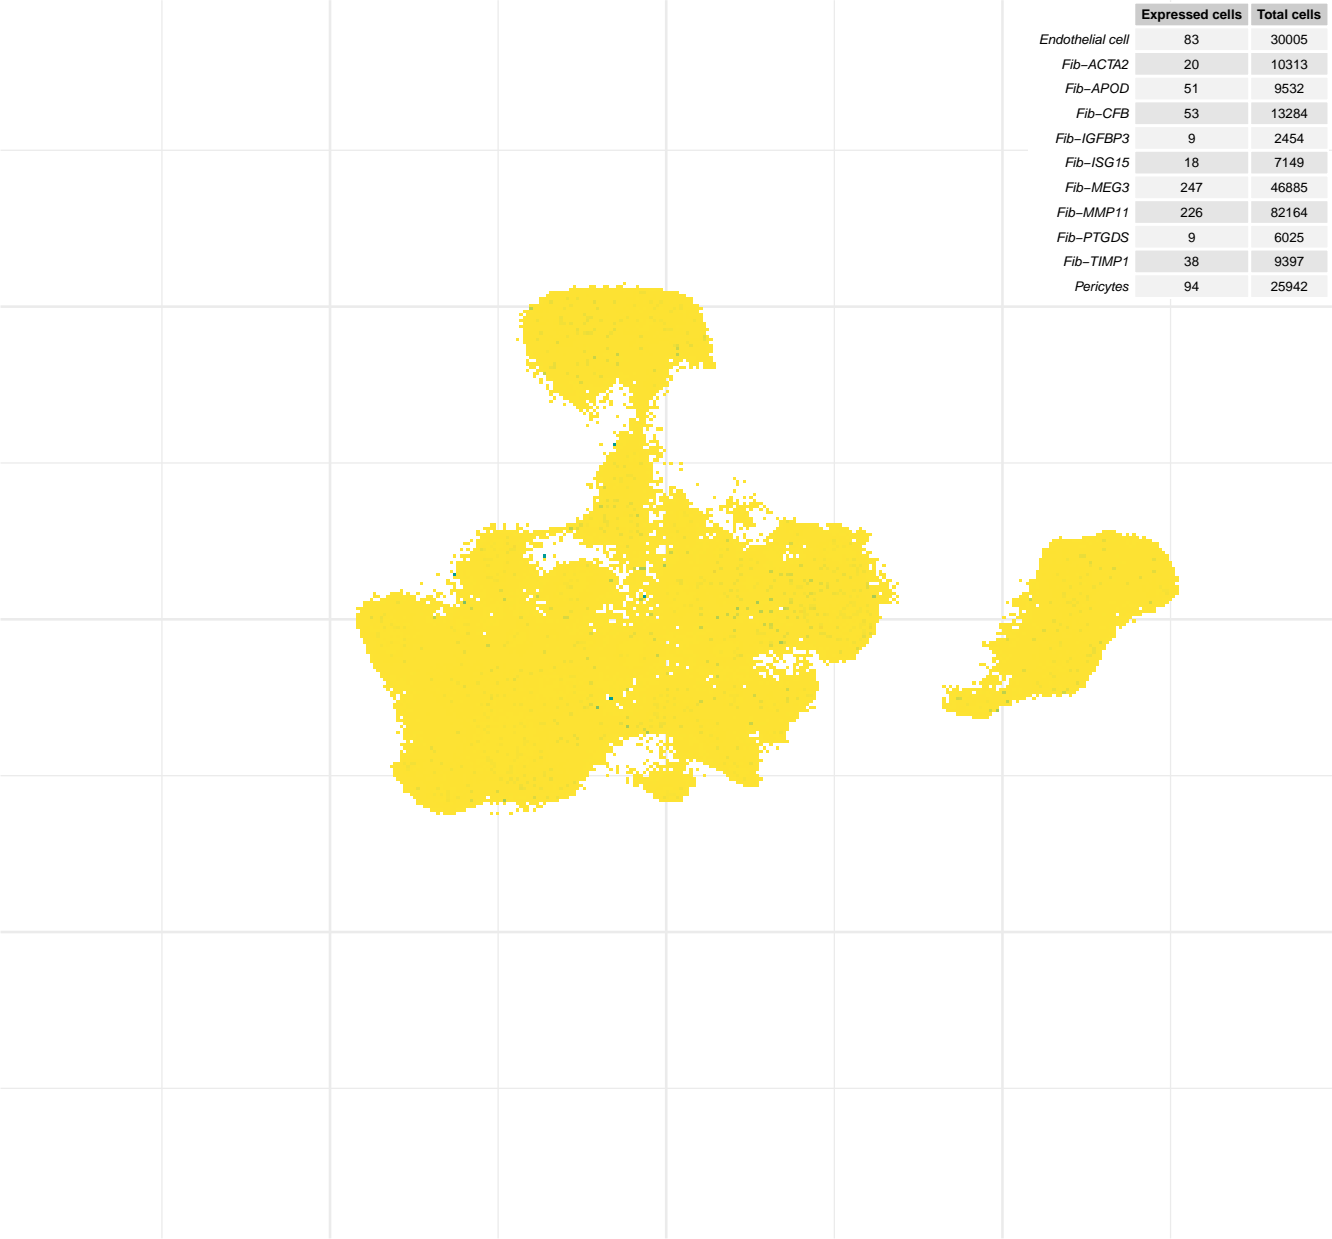 Expressed cells Total cells
Endothelial cell 83 30005
Fib−ACTA2 20 10313
Fib−APOD 51 9532
Fib−CFB 53 13284
Fib−IGFBP3 9 2454
Fib−ISG15 18 7149
Fib−MEG3 247 46885
Fib−MMP11 226 82164
Fib−PTGDS 9 6025
Fib−TIMP1 38 9397
Pericytes 94 25942